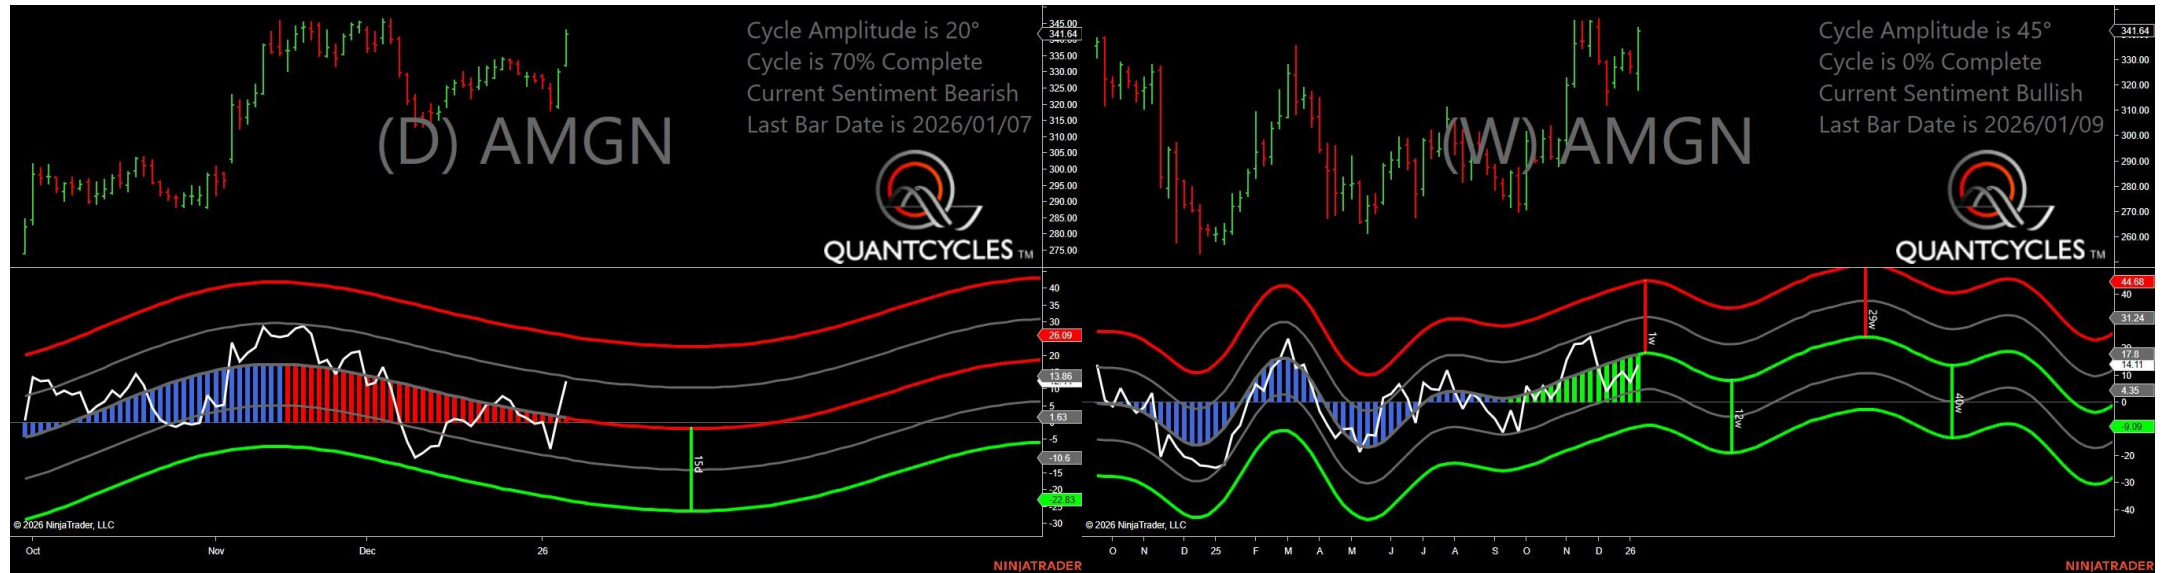 Cycle Amplitude is 20°
Cycle is 70% Complete
Current Sentiment Bearish
Last Bar Date is 2026/01/07
(D) AMGN
QUANTCYCLES TM
345.00
341.64
335.00
330.00
325.00
320.00
315.00
310.00
305.00
300.00
295.00
290.00
285.00
280.00
275.00
40
35
30
26.09
20
13.86
10
5
1.63
-5
-10.6
-15
-20
-22.83
-30
15d
© 2026 NinjaTrader, LLC
Oct
Nov
Dec
26
NINJATRADER
Cycle Amplitude is 45°
Cycle is 0% Complete
Current Sentiment Bullish
Last Bar Date is 2026/01/09
(W) AMGN
QUANTCYCLES TM
341.64
330.00
320.00
310.00
300.00
290.00
280.00
270.00
260.00
44.68
40
31.24
17.8
14.11
10
4.35
0
-9.09
-20
-30
-40
1w
12w
29w
40w
© 2026 NinjaTrader, LLC
O N D 25 F M A M J J A S O N D 26
NINJATRADER